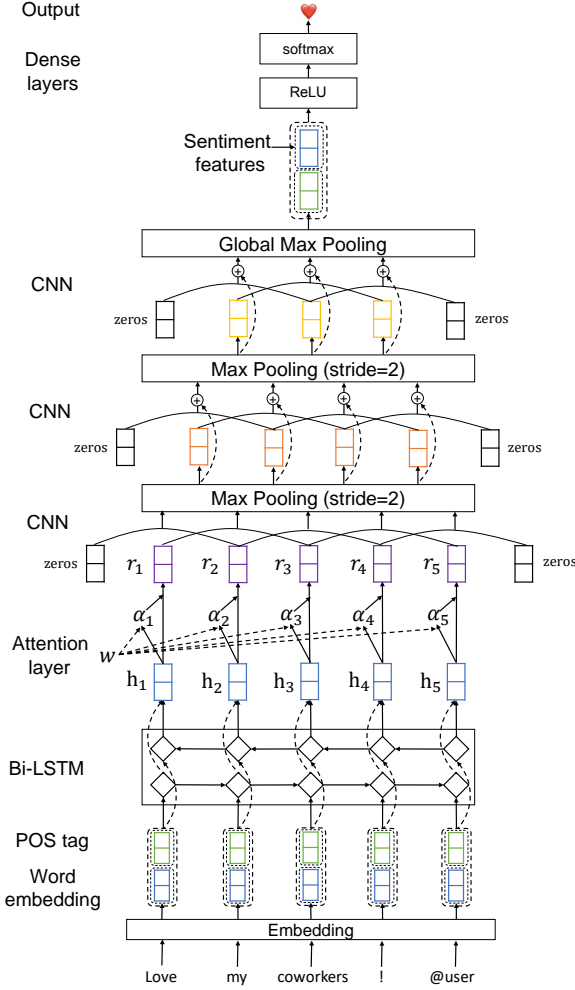 Output
softmax
Dense
layers
ReLU
Sentiment
features
Global Max Pooling
CNN
zeros
zeros
Max Pooling (stride=2)
CNN
zeros
zeros
Max Pooling (stride=2)
CNN
zeros r₁ r₂ r₃ r₄ r₅ zeros
α₁ α₂ α₃ α₄ α₅
Attention
layer
w
h₁ h₂ h₃ h₄ h₅
Bi-LSTM
POS tag
Word
embedding
Embedding
Love my coworkers ! @user